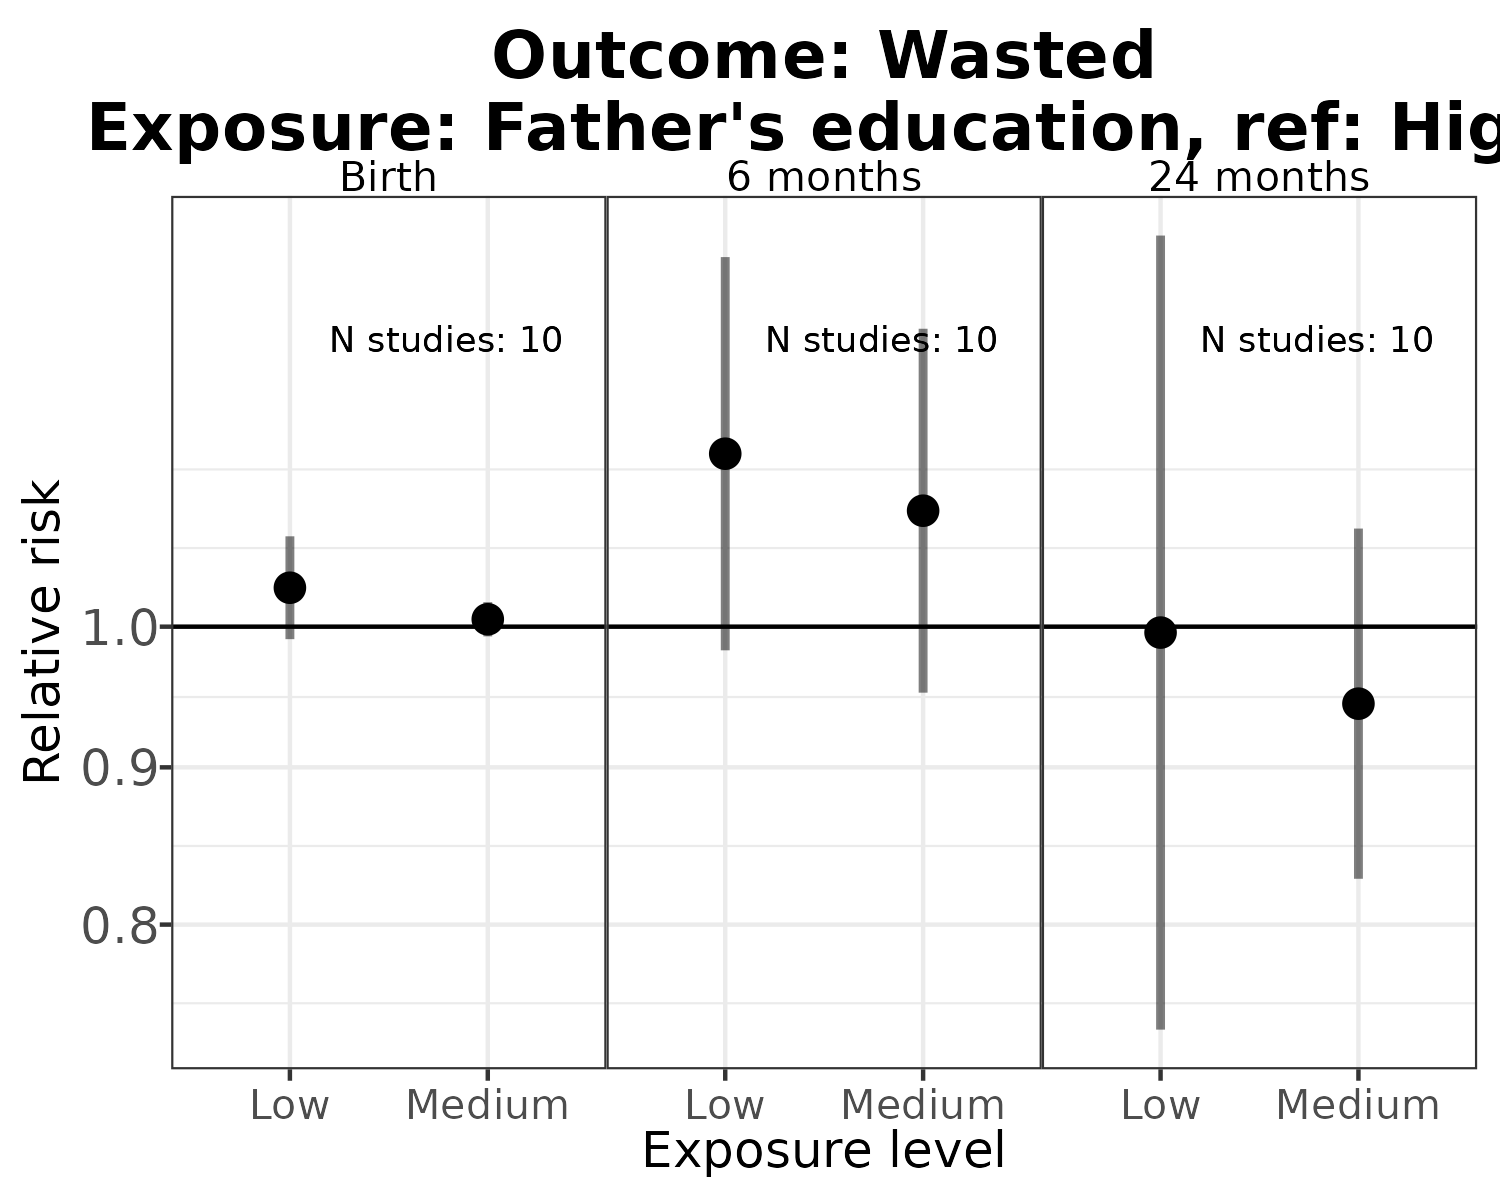 Outcome: Wasted
Exposure: Father's education, ref: Hig
Birth
6 months
24 months
N studies: 10
N studies: 10
N studies: 10
Relative risk
1.0
0.9
0.8
Low
Medium
Low
Medium
Low
Medium
Exposure level